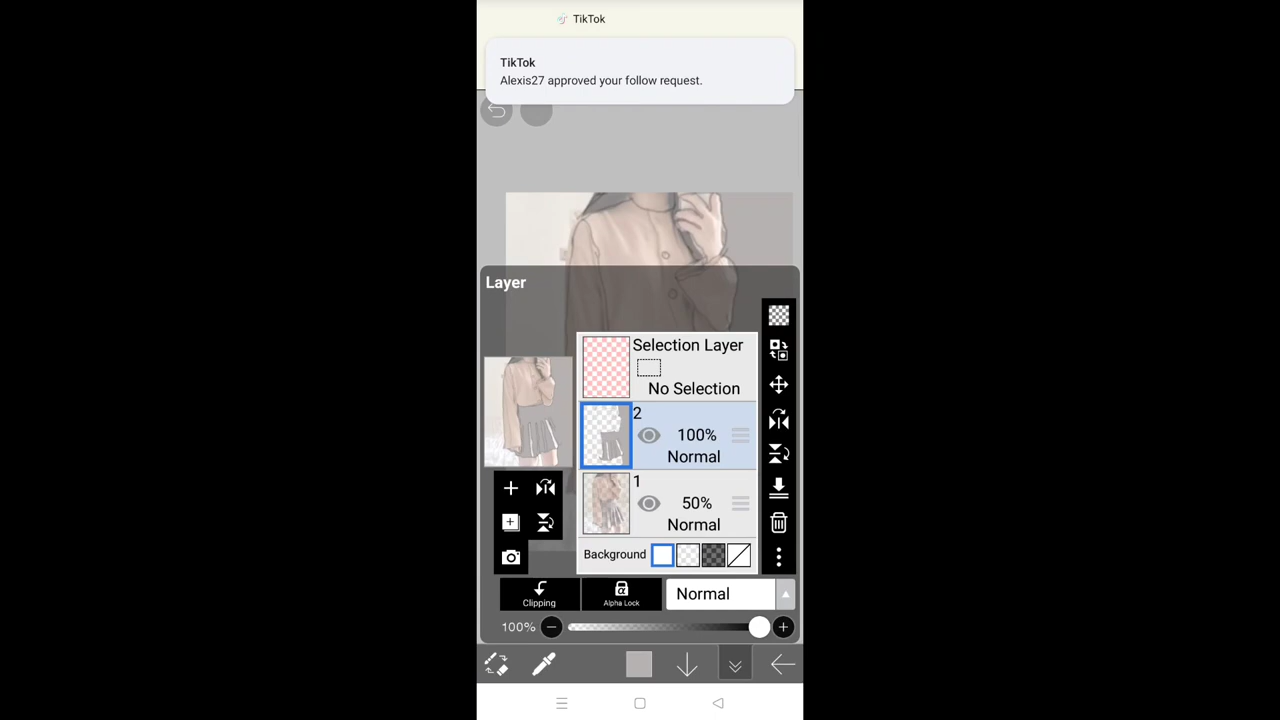 TikTok
TikTok
Alexis27 approved your follow request.
Layer
Selection Layer
No Selection
2
100%
Normal
1
50%
Normal
Background
Clipping
α
Alpha Lock
Normal
100%